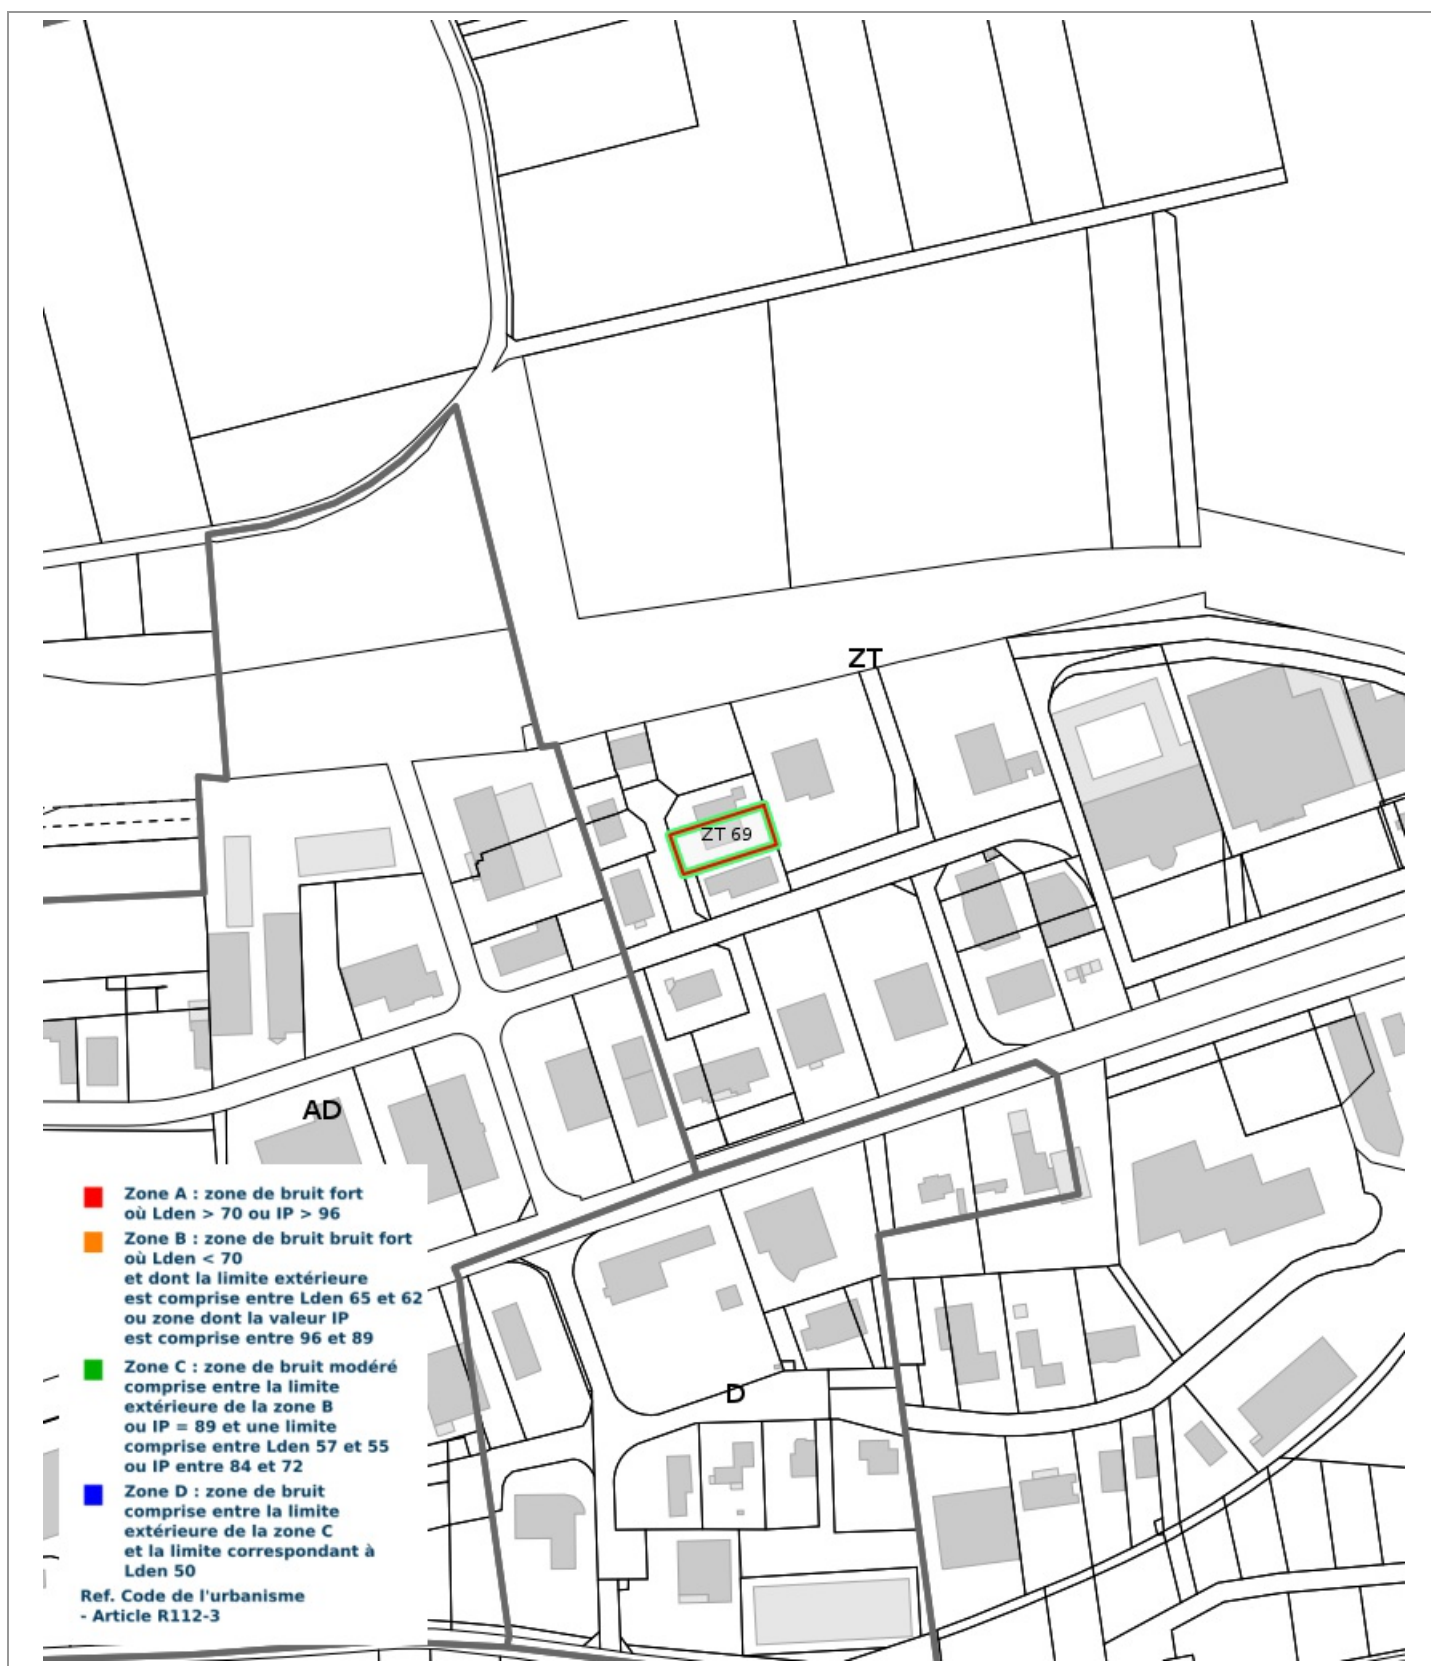 ZT
ZT 69
AD
Zone A : zone de bruit fort
où Lden > 70 ou IP > 96
Zone B : zone de bruit bruit fort
où Lden < 70
et dont la limite extérieure
est comprise entre Lden 65 et 62
ou zone dont la valeur IP
est comprise entre 96 et 89
Zone C : zone de bruit modéré
comprise entre la limite
extérieure de la zone B
ou IP = 89 et une limite
comprise entre Lden 57 et 55
ou IP entre 84 et 72
D
Zone D : zone de bruit
comprise entre la limite
extérieure de la zone C
et la limite correspondant à
Lden 50
Ref. Code de l'urbanisme
- Article R112-3